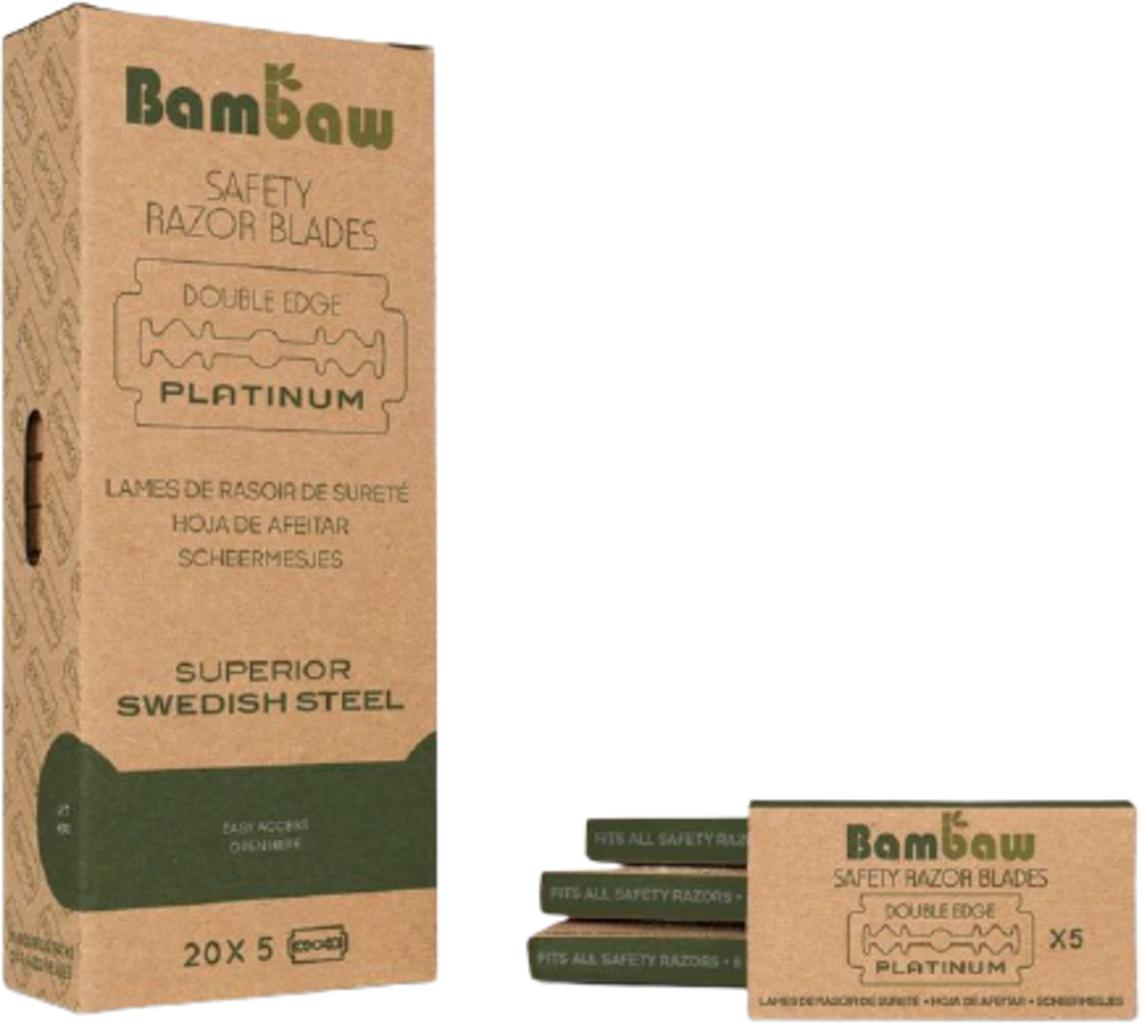 Bambaw
SAFETY
RAZOR BLADES
DOUBLE EDGE
PLATINUM
LAMES DE RASOIR DE SURETÉ
HOJA DE AFEITAR
SCHEERMESJES
SUPERIOR
SWEDISH STEEL
EASY ACCESS
OPEN HERE
20X 5
FITS ALL SAFETY RAZ
FITS ALL SAFETY RAZORS •
FITS ALL SAFETY RAZORS •
Bambaw
SAFETY RAZOR BLADES
DOUBLE EDGE
X5
PLATINUM
LAMES DE RASOIR DE SURETÉ • HOJA DE AFEITAR • SCHEERMESJES